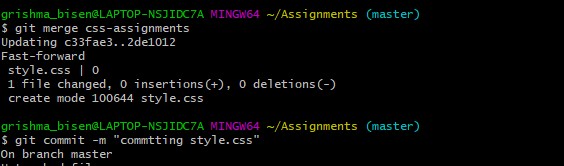 grishma_bisen@LAPTOP-NSJIDC7A MINGW64 ~/Assignments (master)
$ git merge css-assignments
Updating c33fae3..2de1012
Fast-forward
 style.css | 0
 1 file changed, 0 insertions(+), 0 deletions(-)
 create mode 100644 style.css
grishma_bisen@LAPTOP-NSJIDC7A MINGW64 ~/Assignments (master)
$ git commit -m "committing style.css"
On branch master